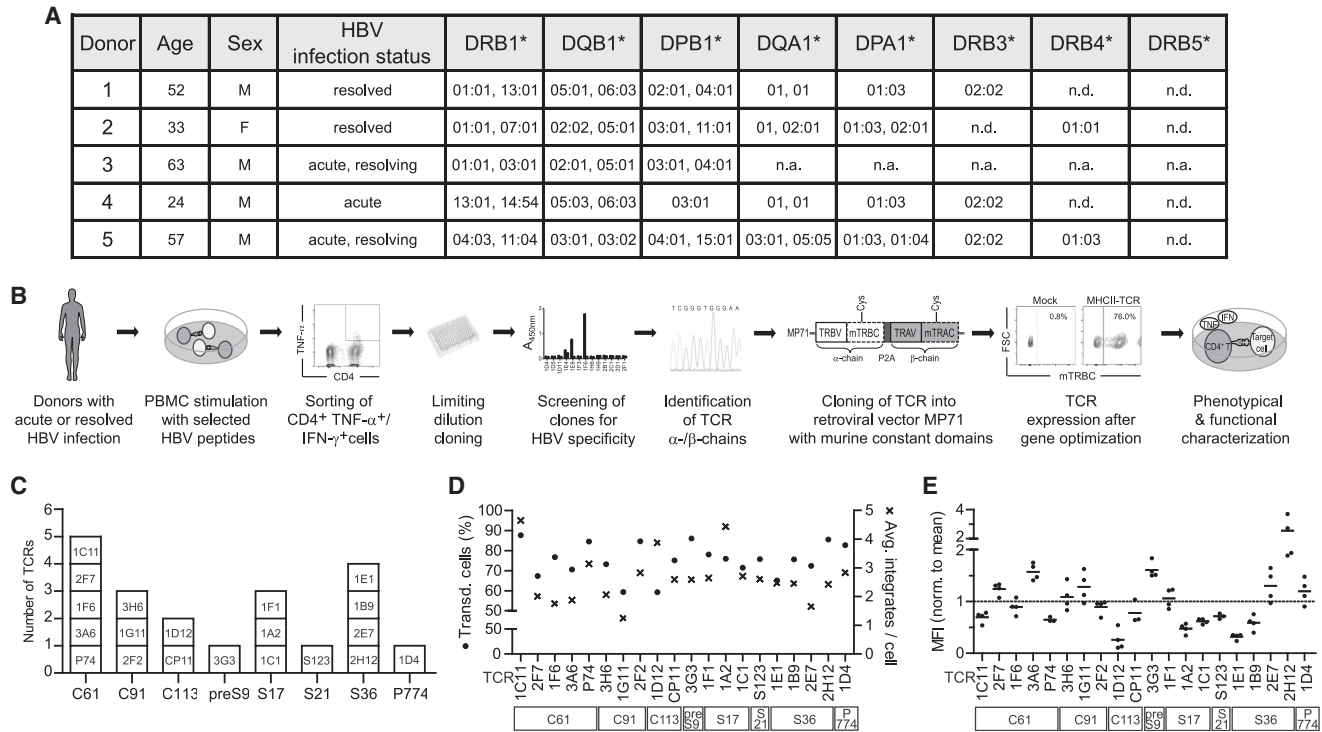 A
Donor Age Sex HBV infection status DRB1* DQB1* DPB1* DQA1* DPA1* DRB3* DRB4* DRB5*
1 52 M resolved 01:01, 13:01 05:01, 06:03 02:01, 04:01 01, 01 01:03 02:02 n.d. n.d.
2 33 F resolved 01:01, 07:01 02:02, 05:01 03:01, 11:01 01, 02:01 01:03, 02:01 n.d. 01:01 n.d.
3 63 M acute, resolving 01:01, 03:01 02:01, 05:01 03:01, 04:01 n.a. n.a. n.a. n.a. n.a.
4 24 M acute 13:01, 14:54 05:03, 06:03 03:01 01, 01 01:03 02:02 n.d. n.d.
5 57 M acute, resolving 04:03, 11:04 03:01, 03:02 04:01, 15:01 03:01, 05:05 01:03, 01:04 02:02 01:03 n.d.
B
TNF-α
CD4
A450nm
2
1
0
TCGGGTGGGAA
Cys Cys
MP71 TRBV mTRBC TRAV mTRAC
α-chain P2A β-chain
Mock MHCII-TCR
0.8% 76.0%
FSC
mTRBC
TNF IFN
CD4+ T
Target cell
Donors with
acute or resolved
HBV infection
PBMC stimulation
with selected
HBV peptides
Sorting of
CD4+ TNF-α+/
IFN-γ+cells
Limiting
dilution
cloning
Screening of
clones for
HBV specificity
Identification
of TCR
α-/β-chains
Cloning of TCR into
retroviral vector MP71
with murine constant domains
TCR
expression after
gene optimization
Phenotypical
& functional
characterization
C
Number of TCRs
6
5
4
3
2
1
0
1C11
2F7
1F6
3A6
P74
3H6
1G11
2F2
1D12
CP11
3G3
1F1
1A2
1C1
S123
1E1
1B9
2E7
2H12
1D4
C61 C91 C113 preS9 S17 S21 S36 P774
D
Transd. cells (%)
100
90
80
70
60
50
50
0
Avg. integrates / cell
5
4
3
2
1
0
TCR 1C11 2F7 1F6 3A6 P74 3H6 1G11 2F2 1D12 CP11 3G3 1F1 1A2 1C1 S123 1E1 1B9 2E7 2H12 1D4
C61 C91 C113 pre S9 S17 S 21 S36 P 774
E
MFI (norm. to mean)
4
2
2
1
0
TCR 1C11 2F7 1F6 3A6 P74 3H6 1G11 2F2 1D12 CP11 3G3 1F1 1A2 1C1 S123 1E1 1B9 2E7 2H12 1D4
C61 C91 C113 pre S9 S17 S 21 S36 P 774